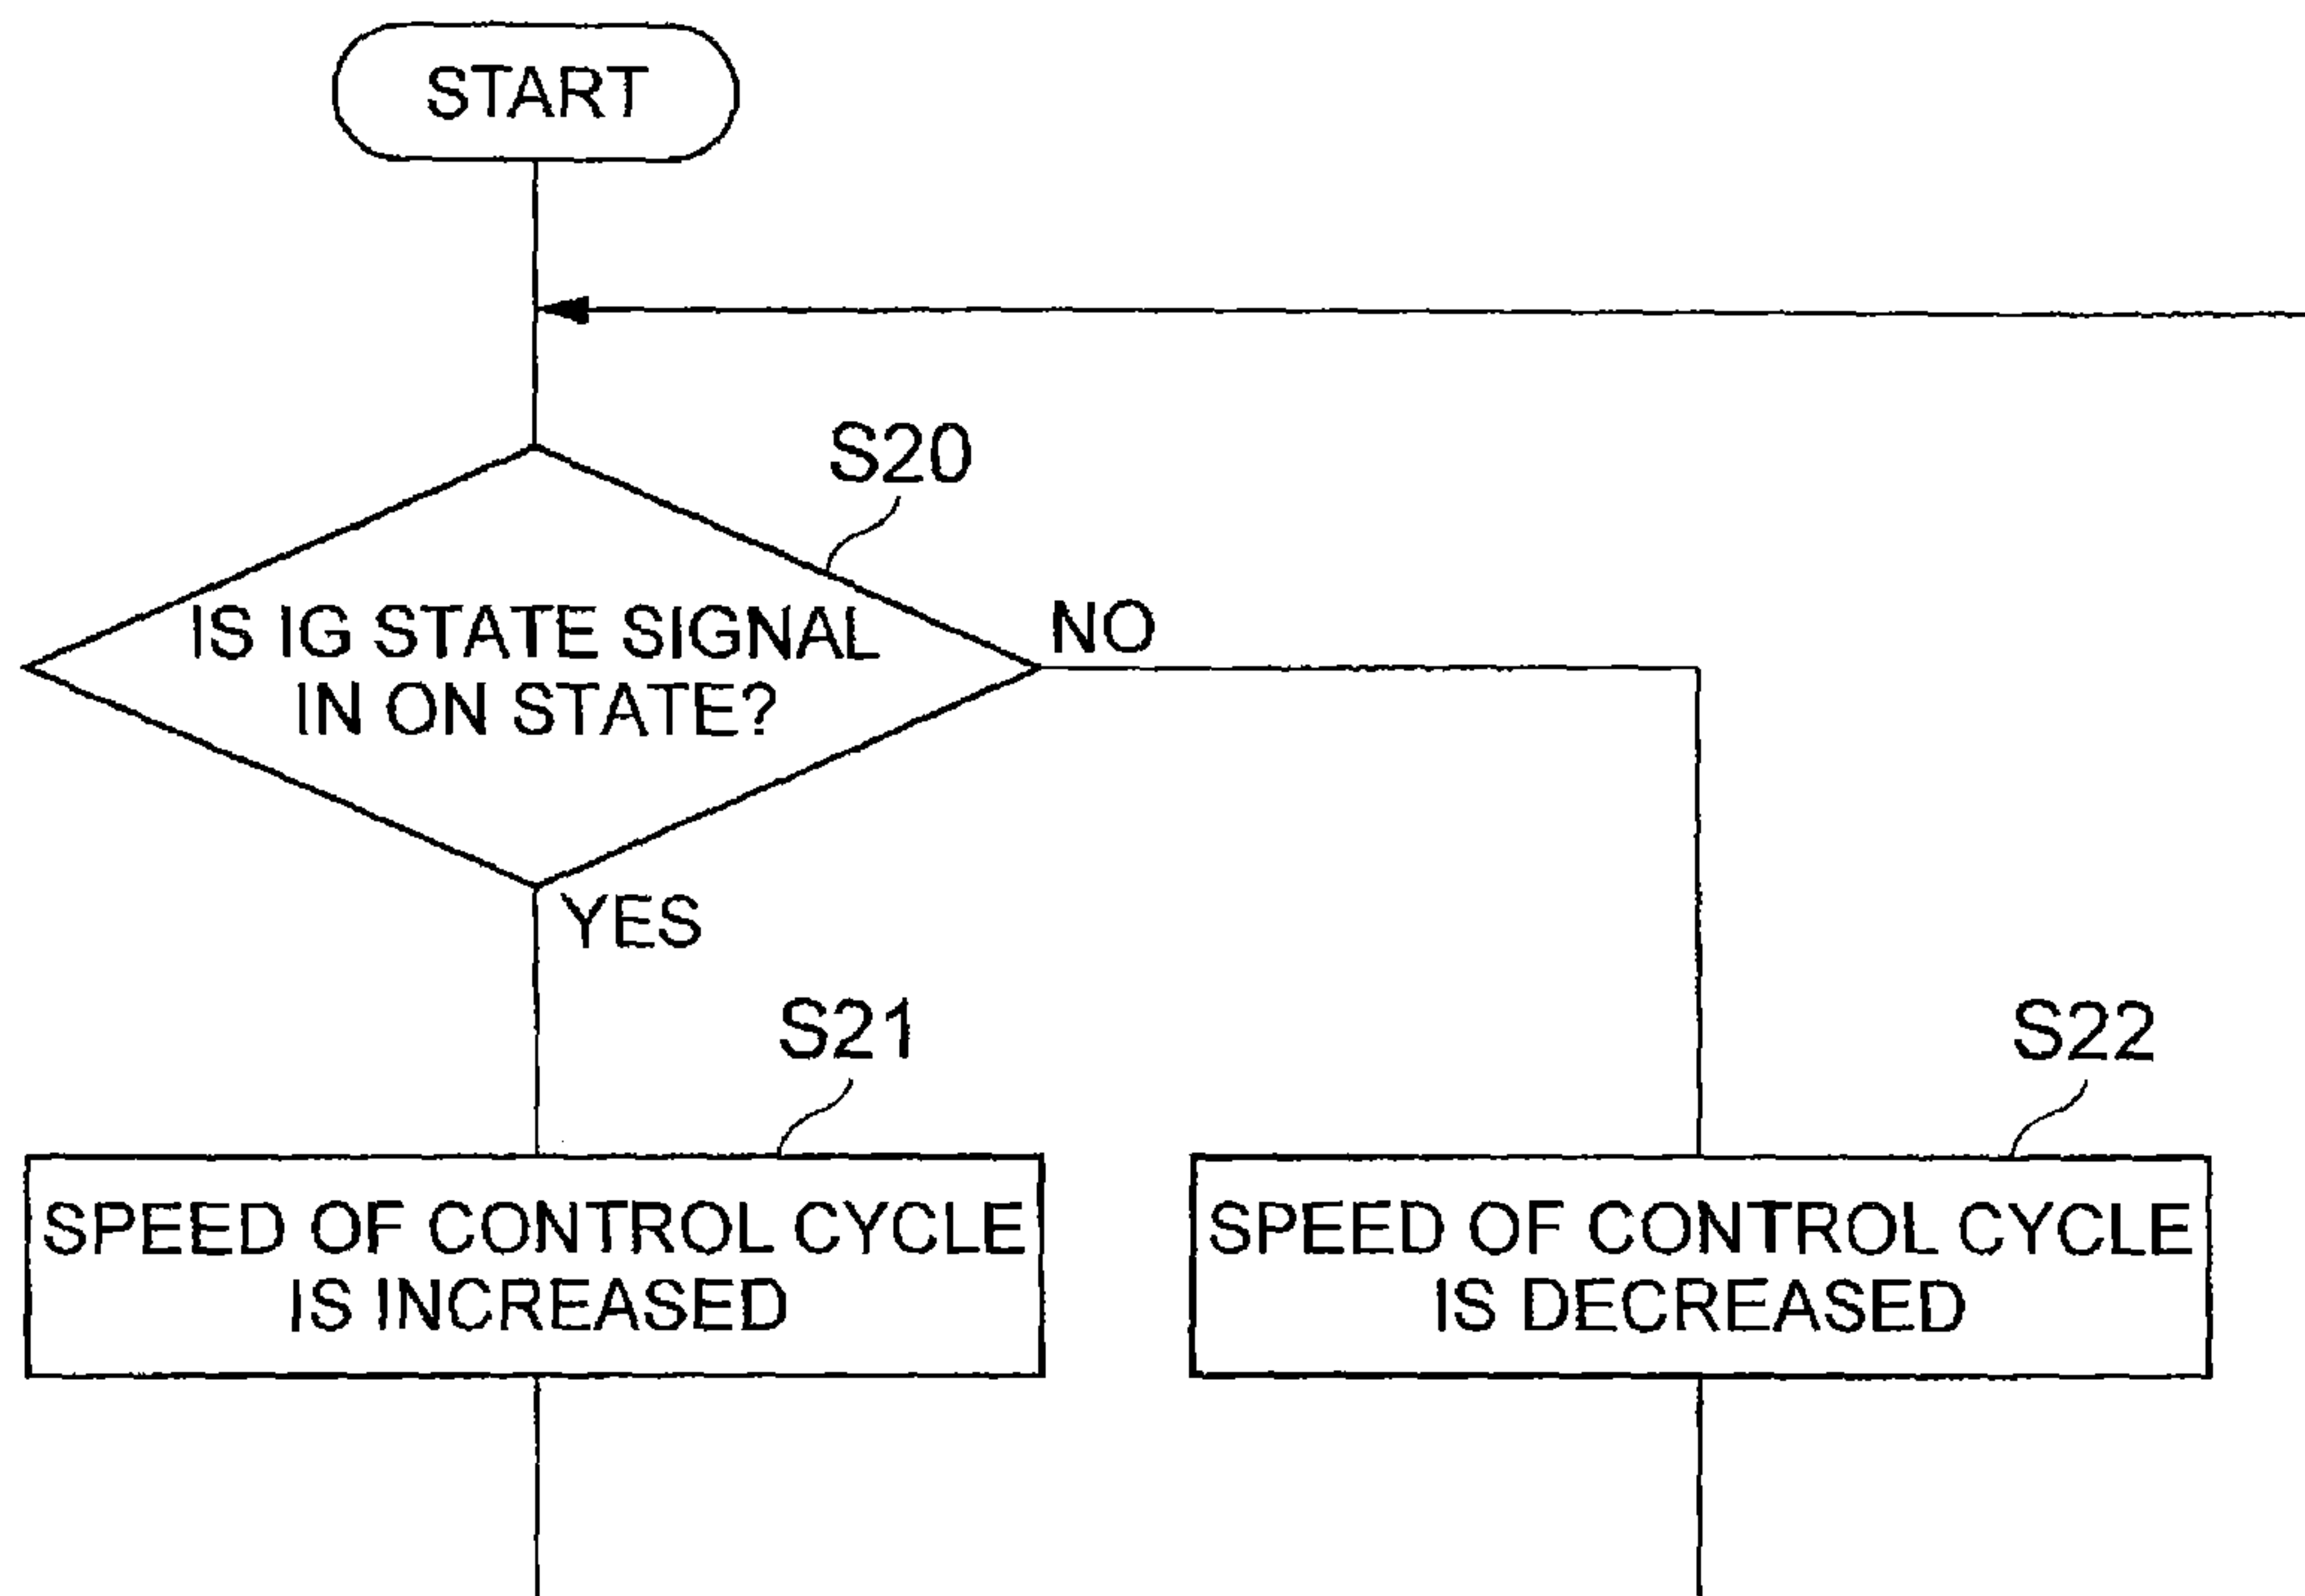 START
S20
IS IG STATE SIGNAL
IN ON STATE?
NO
YES
S21
SPEED OF CONTROL CYCLE
IS INCREASED
S22
SPEED OF CONTROL CYCLE
IS DECREASED